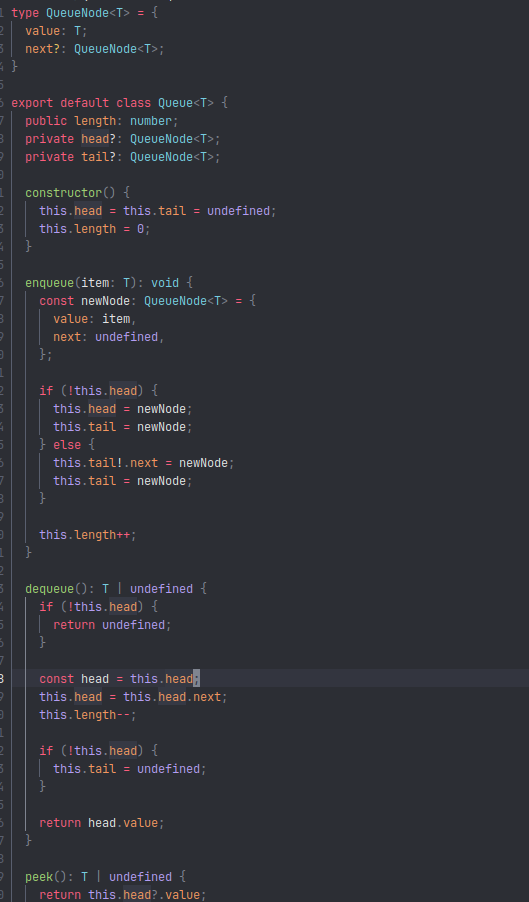 1 type QueueNode<T> = {
2   value: T;
3   next?: QueueNode<T>;
4 }
5
6 export default class Queue<T> {
7   public length: number;
8   private head?: QueueNode<T>;
9   private tail?: QueueNode<T>;
0
1   constructor() {
2     this.head = this.tail = undefined;
3     this.length = 0;
4   }
5
6   enqueue(item: T): void {
7     const newNode: QueueNode<T> = {
8       value: item,
9       next: undefined,
0     };
1
2     if (!this.head) {
3       this.head = newNode;
4       this.tail = newNode;
5     } else {
6       this.tail!.next = newNode;
7       this.tail = newNode;
8     }
9
0     this.length++;
1   }
2
3   dequeue(): T | undefined {
4     if (!this.head) {
5       return undefined;
6     }
7
8     const head = this.head;
9     this.head = this.head.next;
0     this.length--;
1
2     if (!this.head) {
3       this.tail = undefined;
4     }
5
6     return head.value;
7   }
8
9   peek(): T | undefined {
0     return this.head?.value;